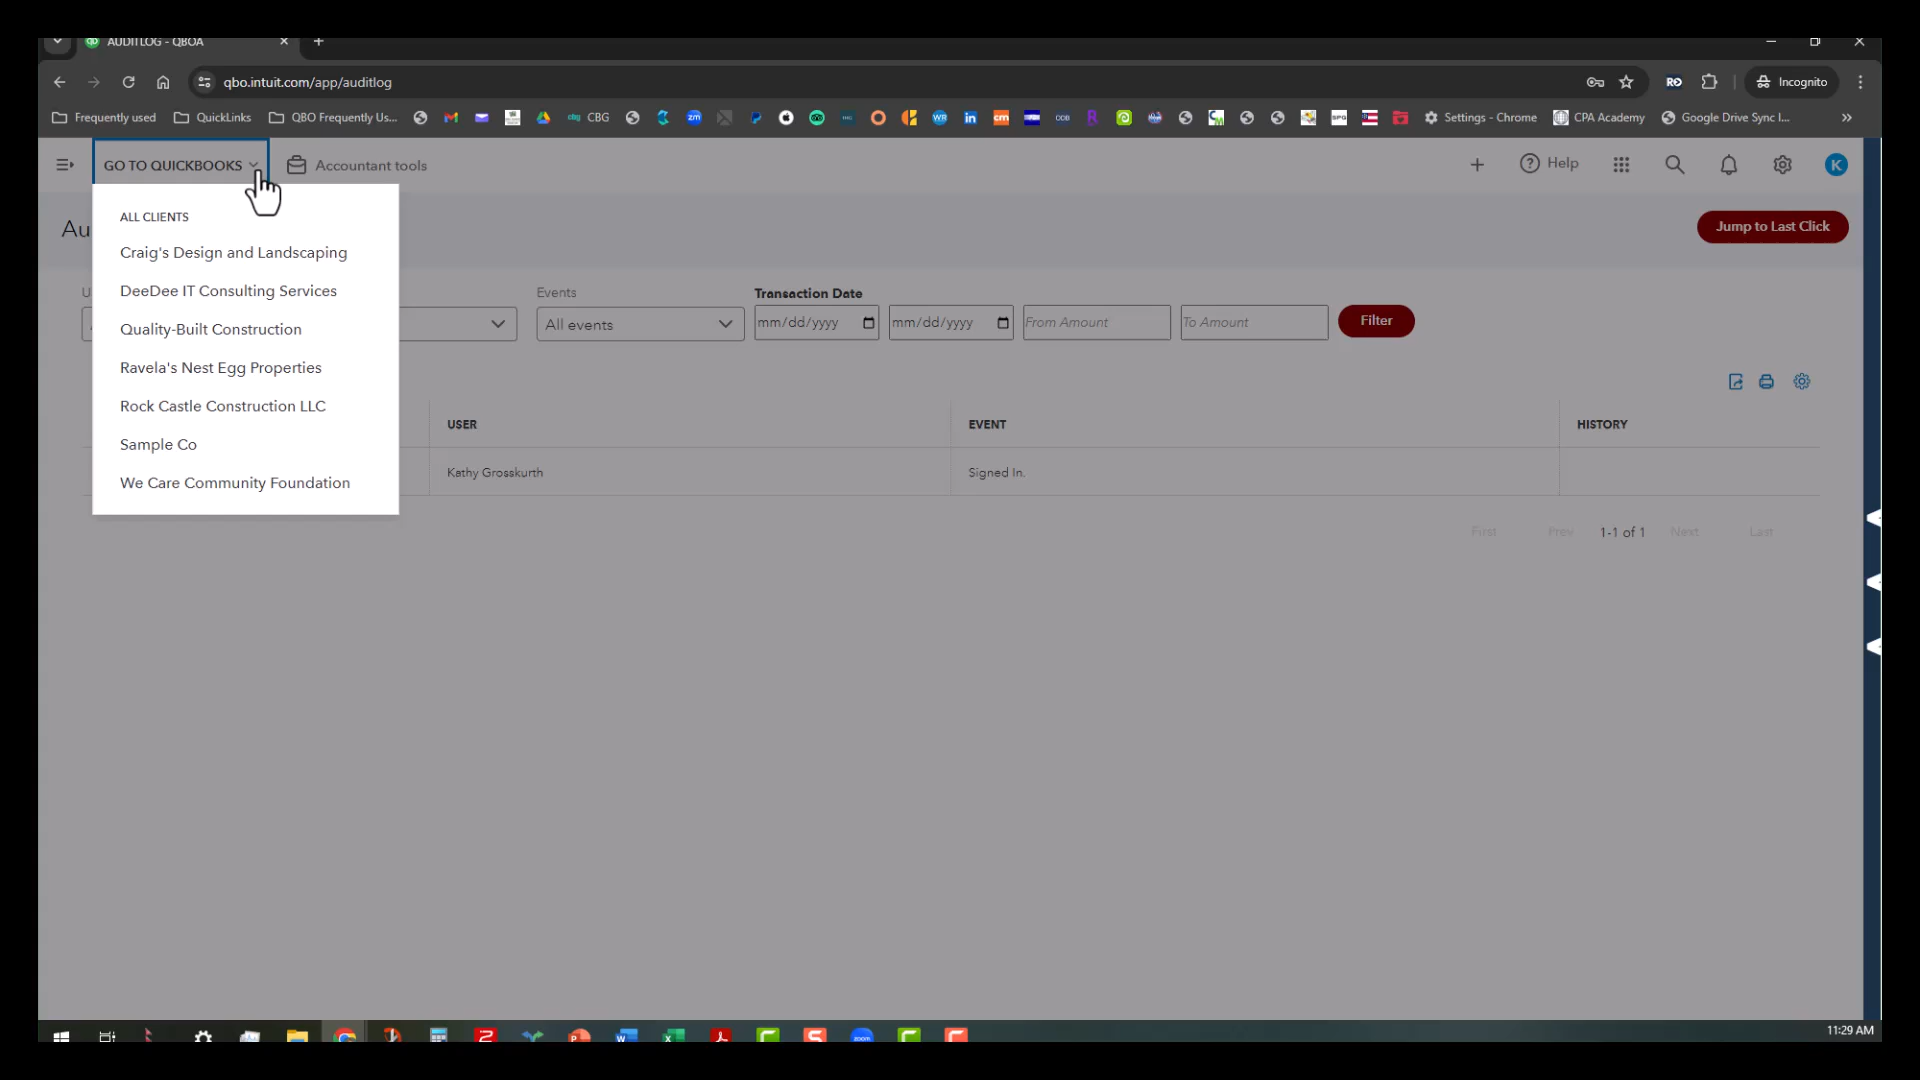 AUDITLOG - QBOA
qbo.intuit.com/app/auditlog
Incognito
Frequently used
QuickLinks
QBO Frequently Us...
CBG
Settings - Chrome
CPA Academy
Google Drive Sync I...
GO TO QUICKBOOKS
Accountant tools
Help
K
Au
Jump to Last Click
ALL CLIENTS
Craig's Design and Landscaping
DeeDee IT Consulting Services
Quality-Built Construction
Ravela's Nest Egg Properties
Rock Castle Construction LLC
Sample Co
We Care Community Foundation
Events
All events
Transaction Date
mm/dd/yyyy
mm/dd/yyyy
From Amount
To Amount
Filter
USER
EVENT
HISTORY
Kathy Grosskurth
Signed In.
First
Prev
1-1 of 1
Next
Last
11:29 AM